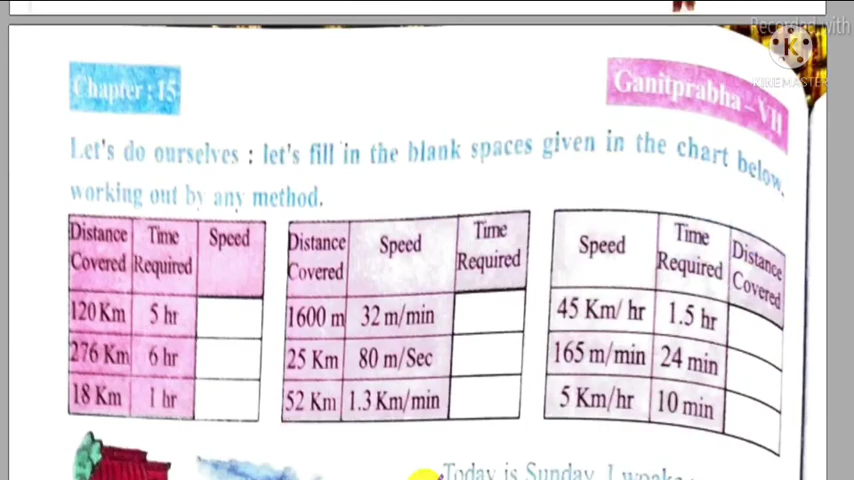 Recorded with
KINEMASTER
Chapter : 15
Ganitprabha – VII
Let's do ourselves : let's fill in the blank spaces given in the chart below,
working out by any method.
Distance Covered Time Required Speed
120 Km 5 hr
276 Km 6 hr
18 Km 1 hr
Distance Covered Speed Time Required
1600 m 32 m/min
25 Km 80 m/Sec
52 Km 1.3 Km/min
Speed Time Required Distance Covered
45 Km/ hr 1.5 hr
165 m/min 24 min
5 Km/hr 10 min
Today is Sunday. I